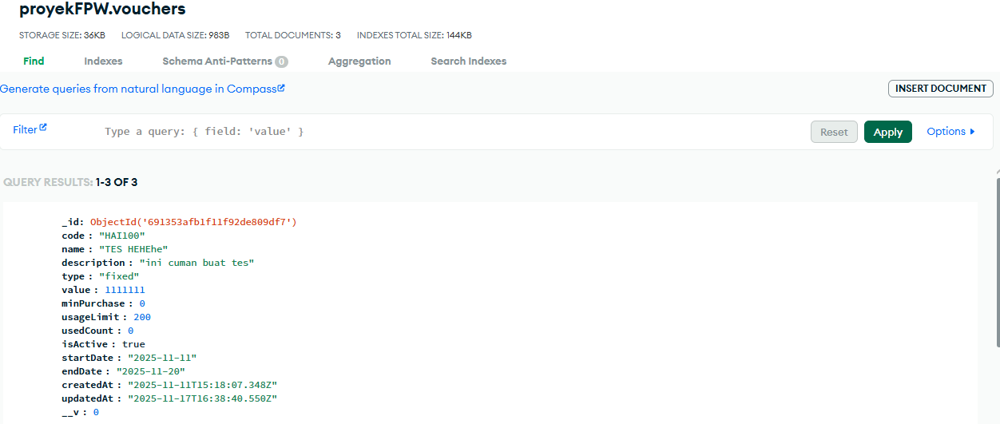 proyekFPW.vouchers
STORAGE SIZE: 36KB LOGICAL DATA SIZE: 983B TOTAL DOCUMENTS: 3 INDEXES TOTAL SIZE: 144KB
Find Indexes Schema Anti-Patterns 0 Aggregation Search Indexes
Generate queries from natural language in Compass
INSERT DOCUMENT
Filter Type a query: { field: 'value' } Reset Apply Options
QUERY RESULTS: 1-3 OF 3
_id: ObjectId('691353afb1f11f92de809df7')
code : "HAI100"
name : "TES HEHEhe"
description : "ini cuman buat tes"
type : "fixed"
value : 1111111
minPurchase : 0
usageLimit : 200
usedCount : 0
isActive : true
startDate : "2025-11-11"
endDate : "2025-11-20"
createdAt : "2025-11-11T15:18:07.348Z"
updatedAt : "2025-11-17T16:38:40.550Z"
__v : 0